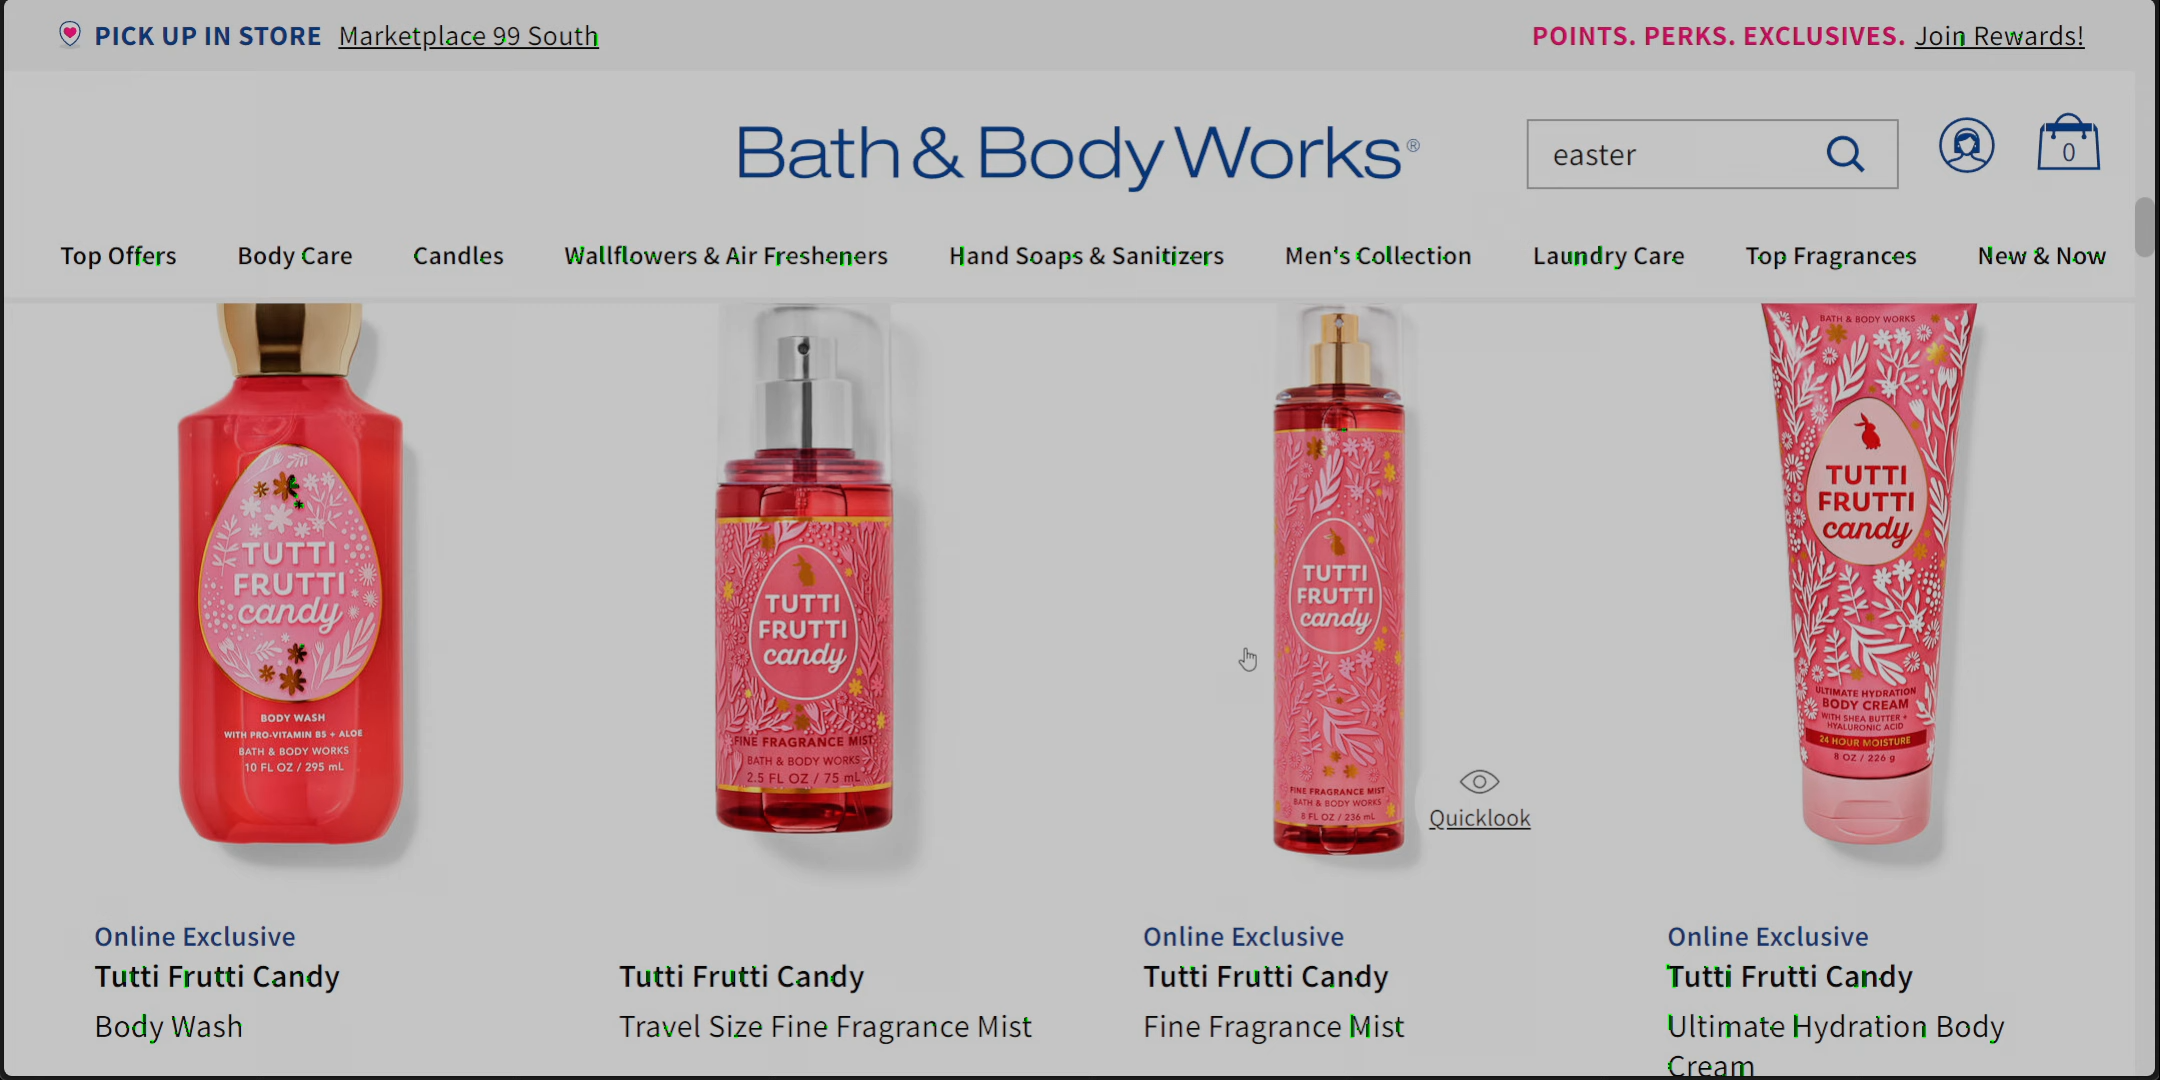 PICK UP IN STORE Marketplace 99 South
POINTS. PERKS. EXCLUSIVES. Join Rewards!
Bath & Body Works®
easter
0
Top Offers Body Care Candles Wallflowers & Air Fresheners Hand Soaps & Sanitizers Men's Collection Laundry Care Top Fragrances New & Now
TUTTI
FRUTTI
candy
BODY WASH
WITH PRO-VITAMIN B5 + ALOE
BATH & BODY WORKS
10 FL OZ / 295 mL
TUTTI
FRUTTI
candy
FINE FRAGRANCE MIST
BATH & BODY WORKS
2.5 FL OZ / 75 mL
TUTTI
FRUTTI
candy
FINE FRAGRANCE MIST
BATH & BODY WORKS
8 FL OZ / 236 mL
Quicklook
BATH & BODY WORKS
TUTTI
FRUTTI
candy
ULTIMATE HYDRATION
BODY CREAM
WITH SHEA BUTTER +
HYALURONIC ACID
24 HOUR MOISTURE
8 OZ / 226 g
Online Exclusive
Tutti Frutti Candy
Body Wash
Tutti Frutti Candy
Travel Size Fine Fragrance Mist
Online Exclusive
Tutti Frutti Candy
Fine Fragrance Mist
Online Exclusive
Tutti Frutti Candy
Ultimate Hydration Body
Cream